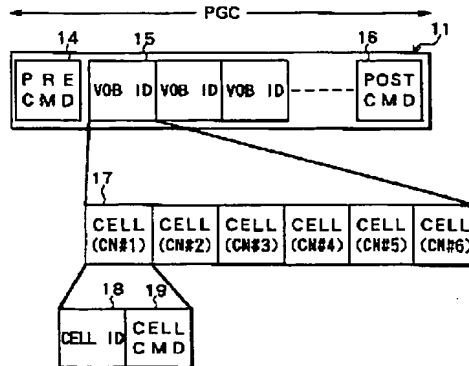 PGC
14 15 16 11
PRE CMD VOB ID VOB ID VOB ID POST CMD
17
CELL (CN#1) CELL (CN#2) CELL (CN#3) CELL (CN#4) CELL (CN#5) CELL (CN#6)
18 19
CELL ID CELL CMD